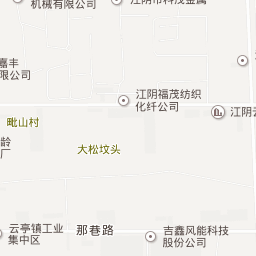 机械有限公司
江阴市科茂金属
嘉丰
限公司
江阴福茂纺织
化纤公司
江阴云
毗山村
大松坟头
龄
厂
云亭镇工业
集中区
那巷路
吉鑫风能科技
股份公司